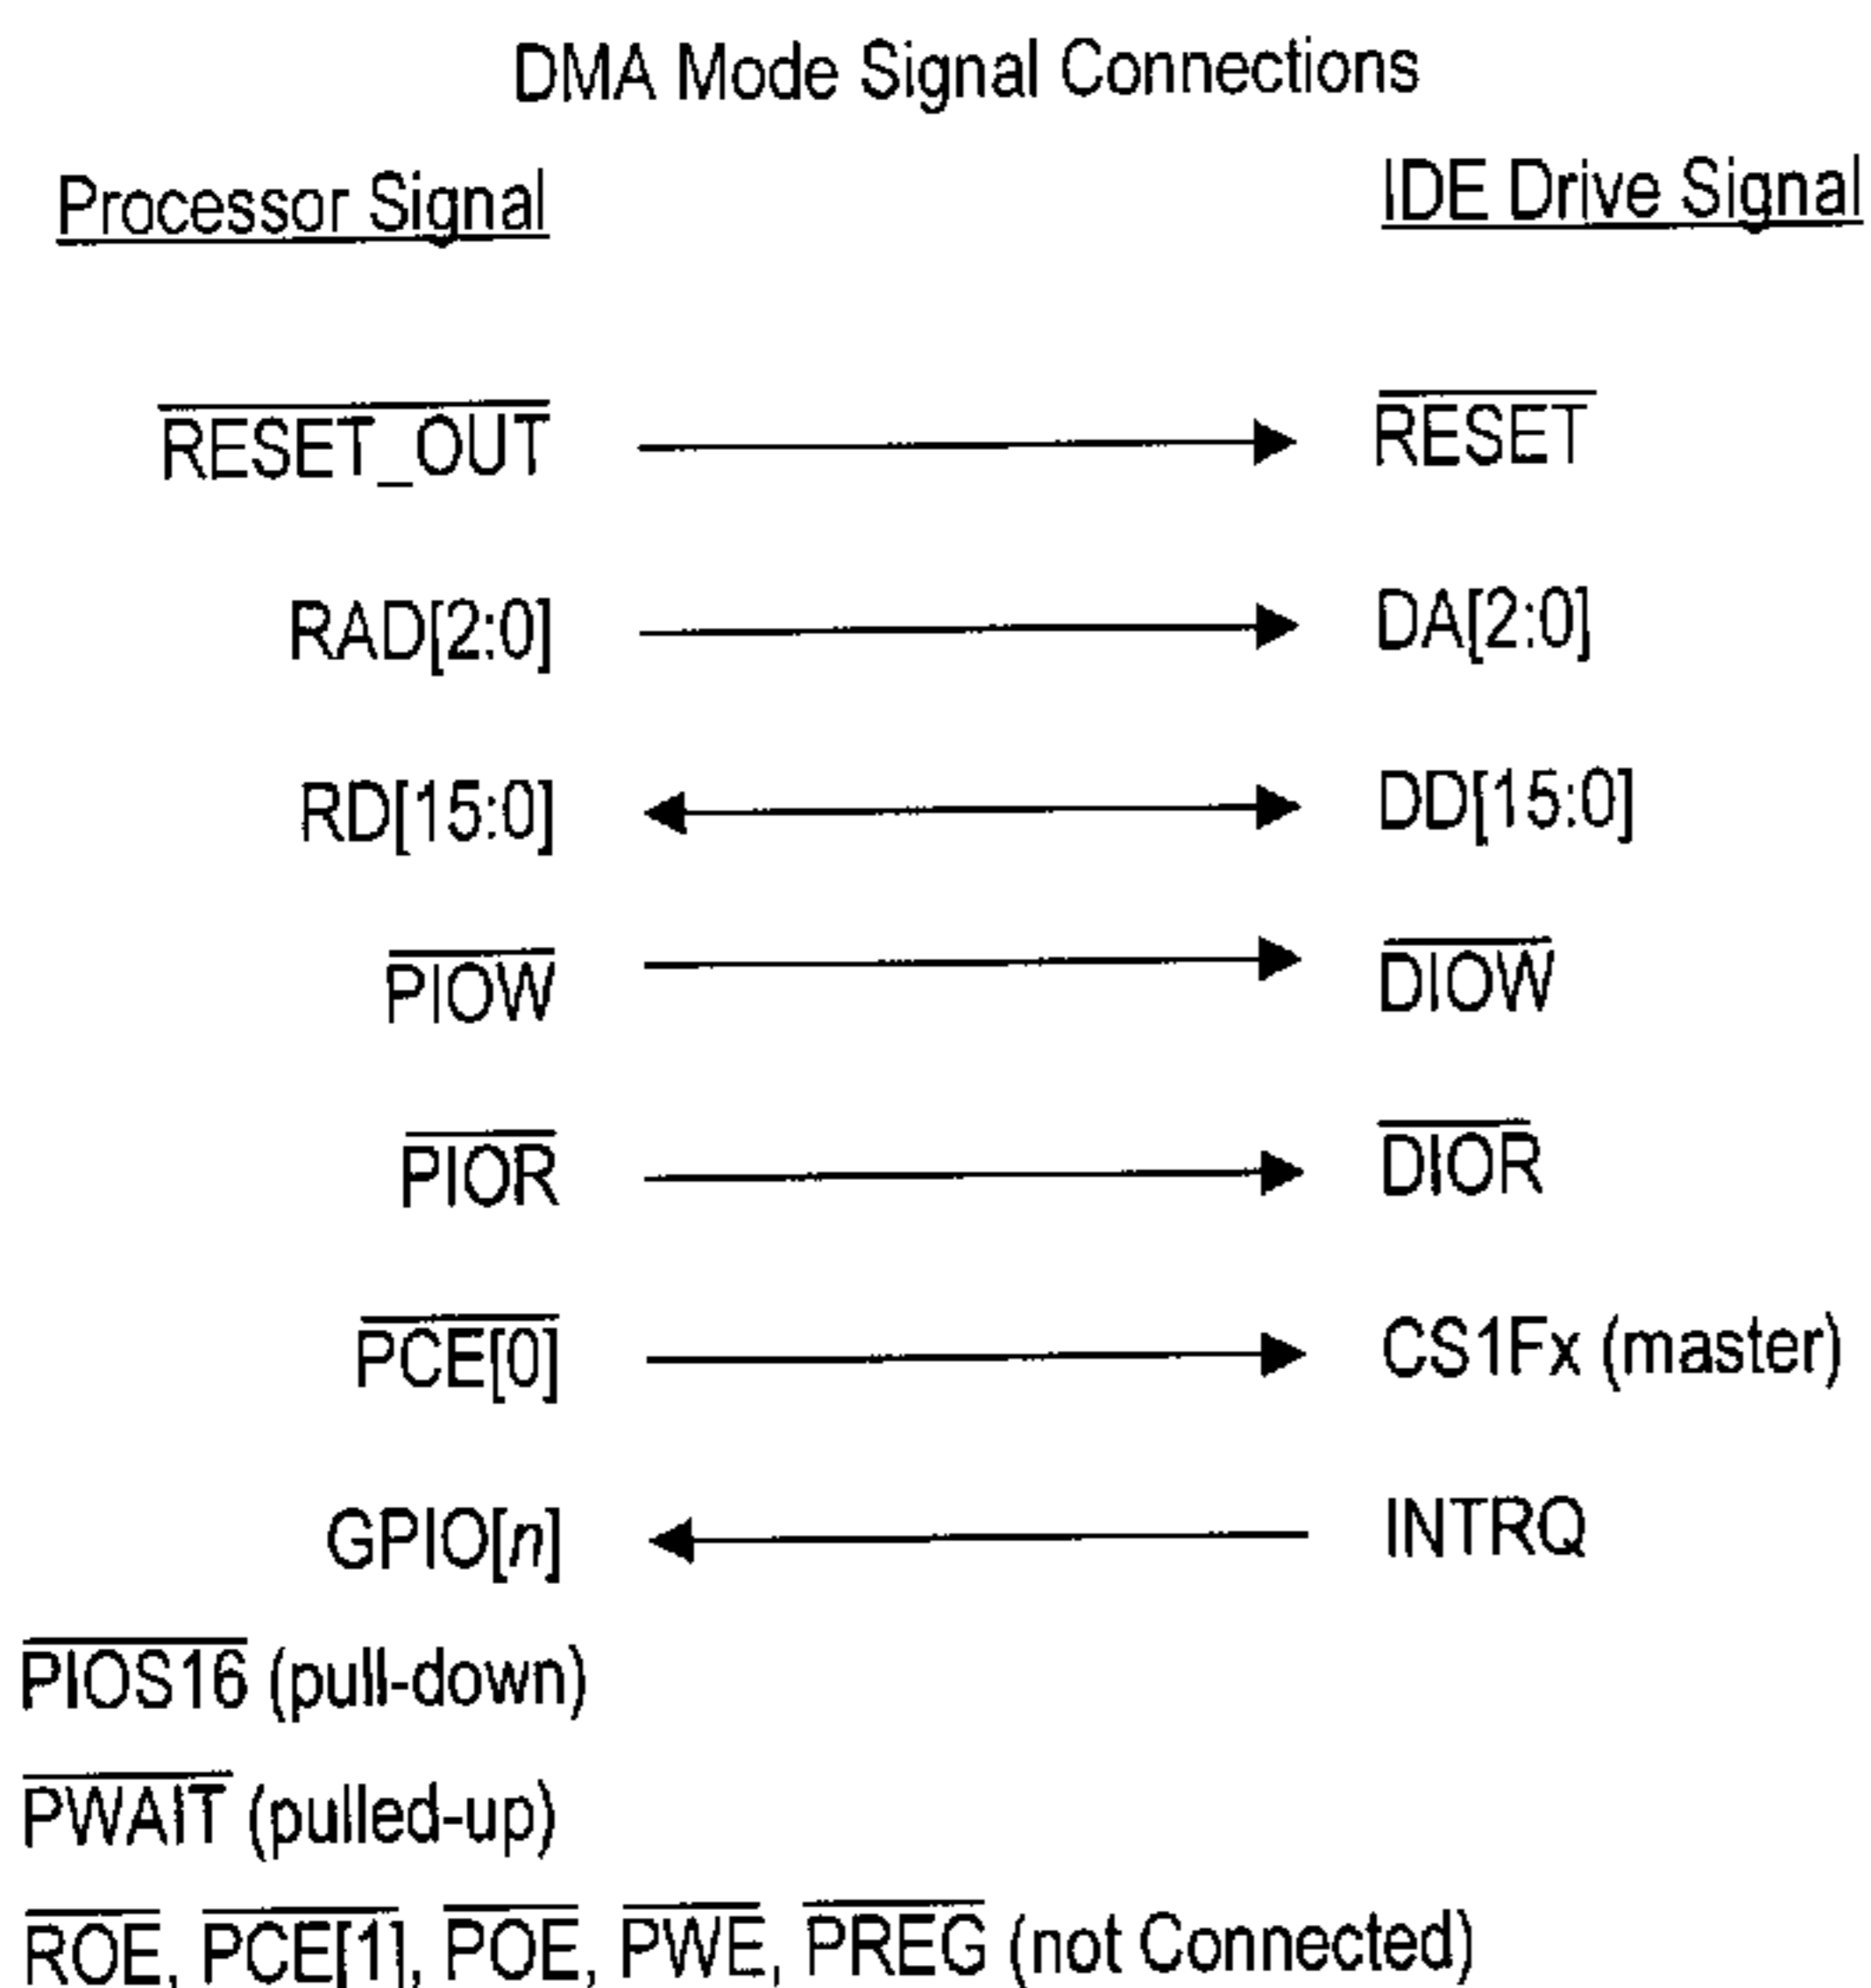 DMA Mode Signal Connections
Processor Signal IDE Drive Signal
RESET_OUT RESET
RAD[2:0] DA[2:0]
RD[15:0] DD[15:0]
PIOW DIOW
PIOR DIOR
PCE[0] CS1Fx (master)
GPIO[n] INTRQ
PIOS16 (pull-down)
PWAIT (pulled-up)
ROE, PCE[1], POE, PWE, PREG (not Connected)